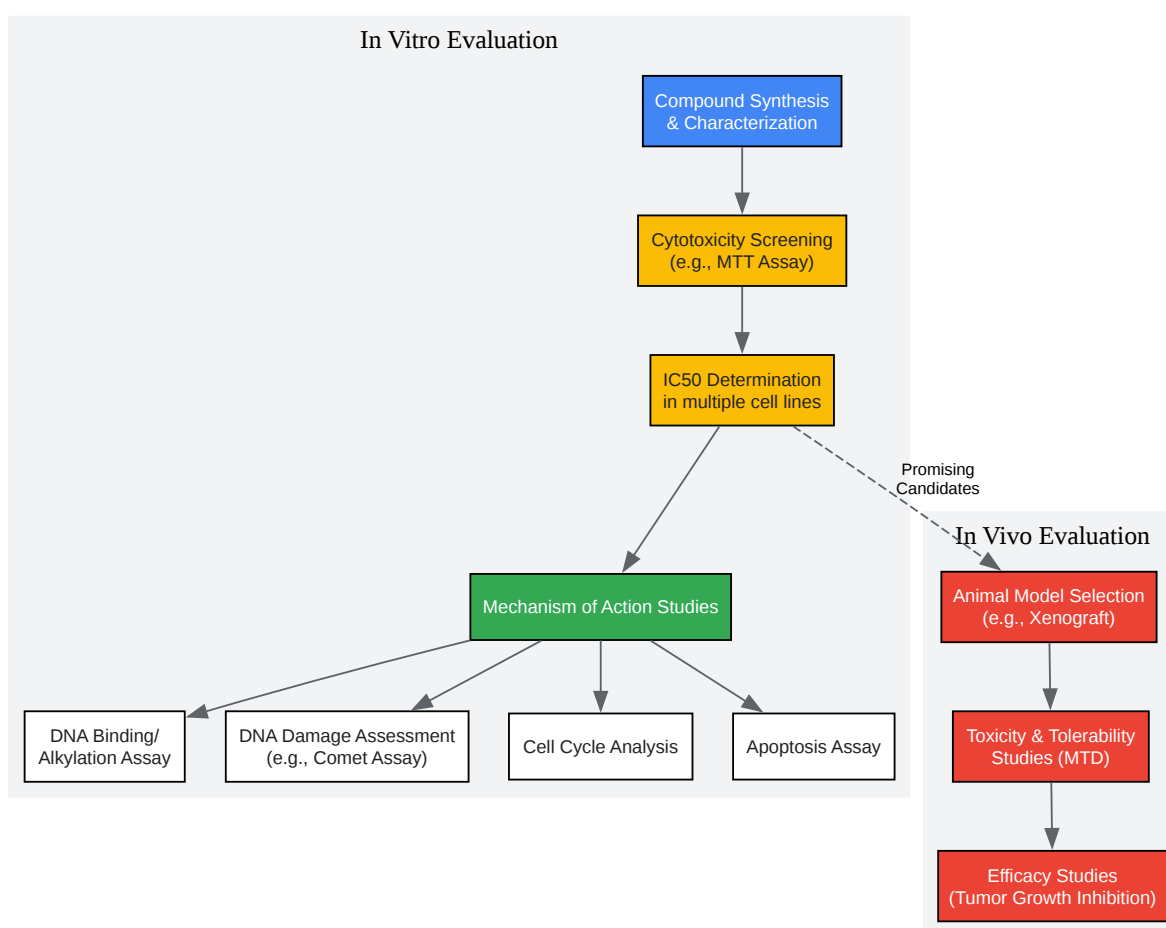 In Vitro Evaluation
Compound Synthesis
& Characterization
Cytotoxicity Screening
(e.g., MTT Assay)
IC50 Determination
in multiple cell lines
Promising
Candidates
In Vivo Evaluation
Mechanism of Action Studies
Animal Model Selection
(e.g., Xenograft)
DNA Binding/
Alkylation Assay
DNA Damage Assessment
(e.g., Comet Assay)
Cell Cycle Analysis
Apoptosis Assay
Toxicity & Tolerability
Studies (MTD)
Efficacy Studies
(Tumor Growth Inhibition)